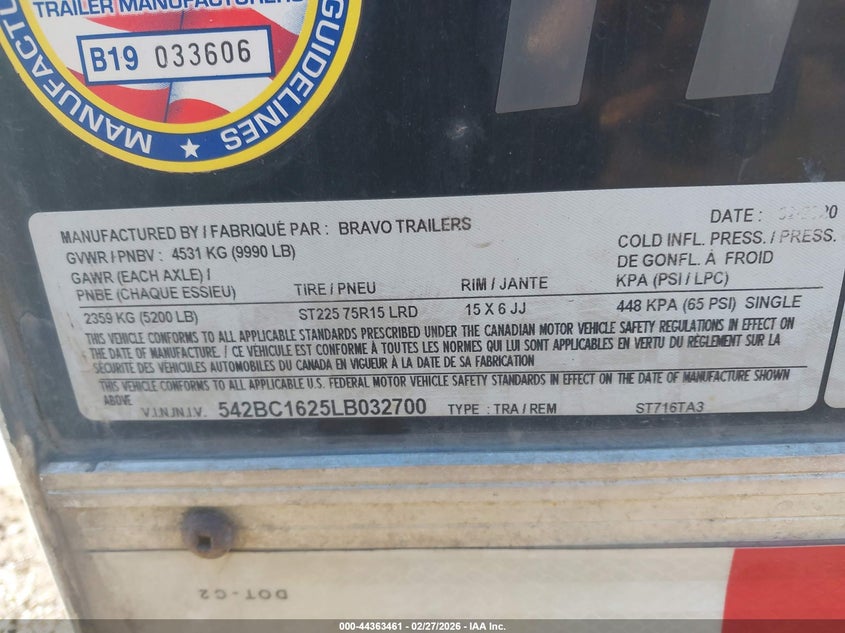 TRAILER MANUFACTURERS
B19 033606
MANUFACTU
GUIDELINES
MANUFAC
MANUFACTURED BY / FABRIQUÉ PAR : BRAVO TRAILERS
DATE : 2020
GVWR / PNBV : 4531 KG (9990 LB)
COLD INFL. PRESS. / PRESS.
GAWR (EACH AXLE) /
DE GONFL. À FROID
PNBE (CHAQUE ESSIEU) TIRE / PNEU RIM / JANTE KPA (PSI / LPC)
2359 KG (5200 LB) ST225 75R15 LRD 15 X 6 JJ 448 KPA (65 PSI) SINGLE
THIS VEHICLE CONFORMS TO ALL APPLICABLE STANDARDS PRESCRIBED UNDER THE CANADIAN MOTOR VEHICLE SAFETY REGULATIONS IN EFFECT ON
THE DATE OF MANUFACTURE. / CE VÉHICULE EST CONFORME À TOUTES LES NORMES QUI LUI SONT APPLICABLES EN VERTU DU RÈGLEMENT SUR LA
SÉCURITÉ DES VÉHICULES AUTOMOBILES DU CANADA EN VIGUEUR À LA DATE DE SA FABRICATION
THIS VEHICLE CONFORMS TO ALL APPLICABLE U.S. FEDERAL MOTOR VEHICLE SAFETY STANDARDS IN EFFECT ON THE DATE OF MANUFACTURE SHOWN
ABOVE
V.I.N./N.I.V. 542BC1625LB032700 TYPE : TRA / REM ST716TA3
DOT-C2
000-44363461 | 02/27/2026 | IAA Inc.